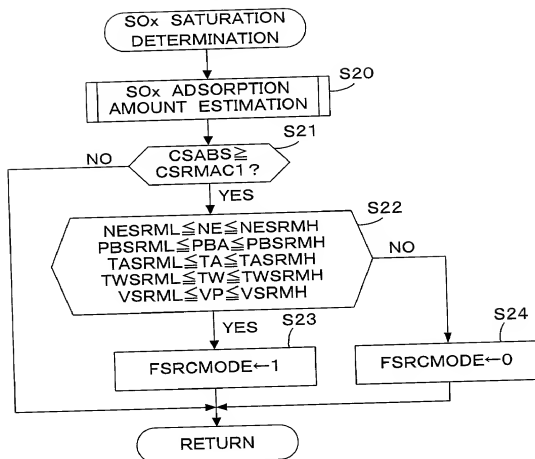 SOx SATURATION
DETERMINATION
S20
SOx ADSORPTION
AMOUNT ESTIMATION
S21
NO
CSABS≧
CSRMAC1?
YES
S22
NESRML≦NE≦NESRMH
PBSRML≦PBA≦PBSRMH
TASRML≦TA≦TASRMH
TWSRML≦TW≦TWSRMH
VSRML≦VP≦VSRMH
NO
YES
S23
S24
FSRCMODE←1
FSRCMODE←0
RETURN